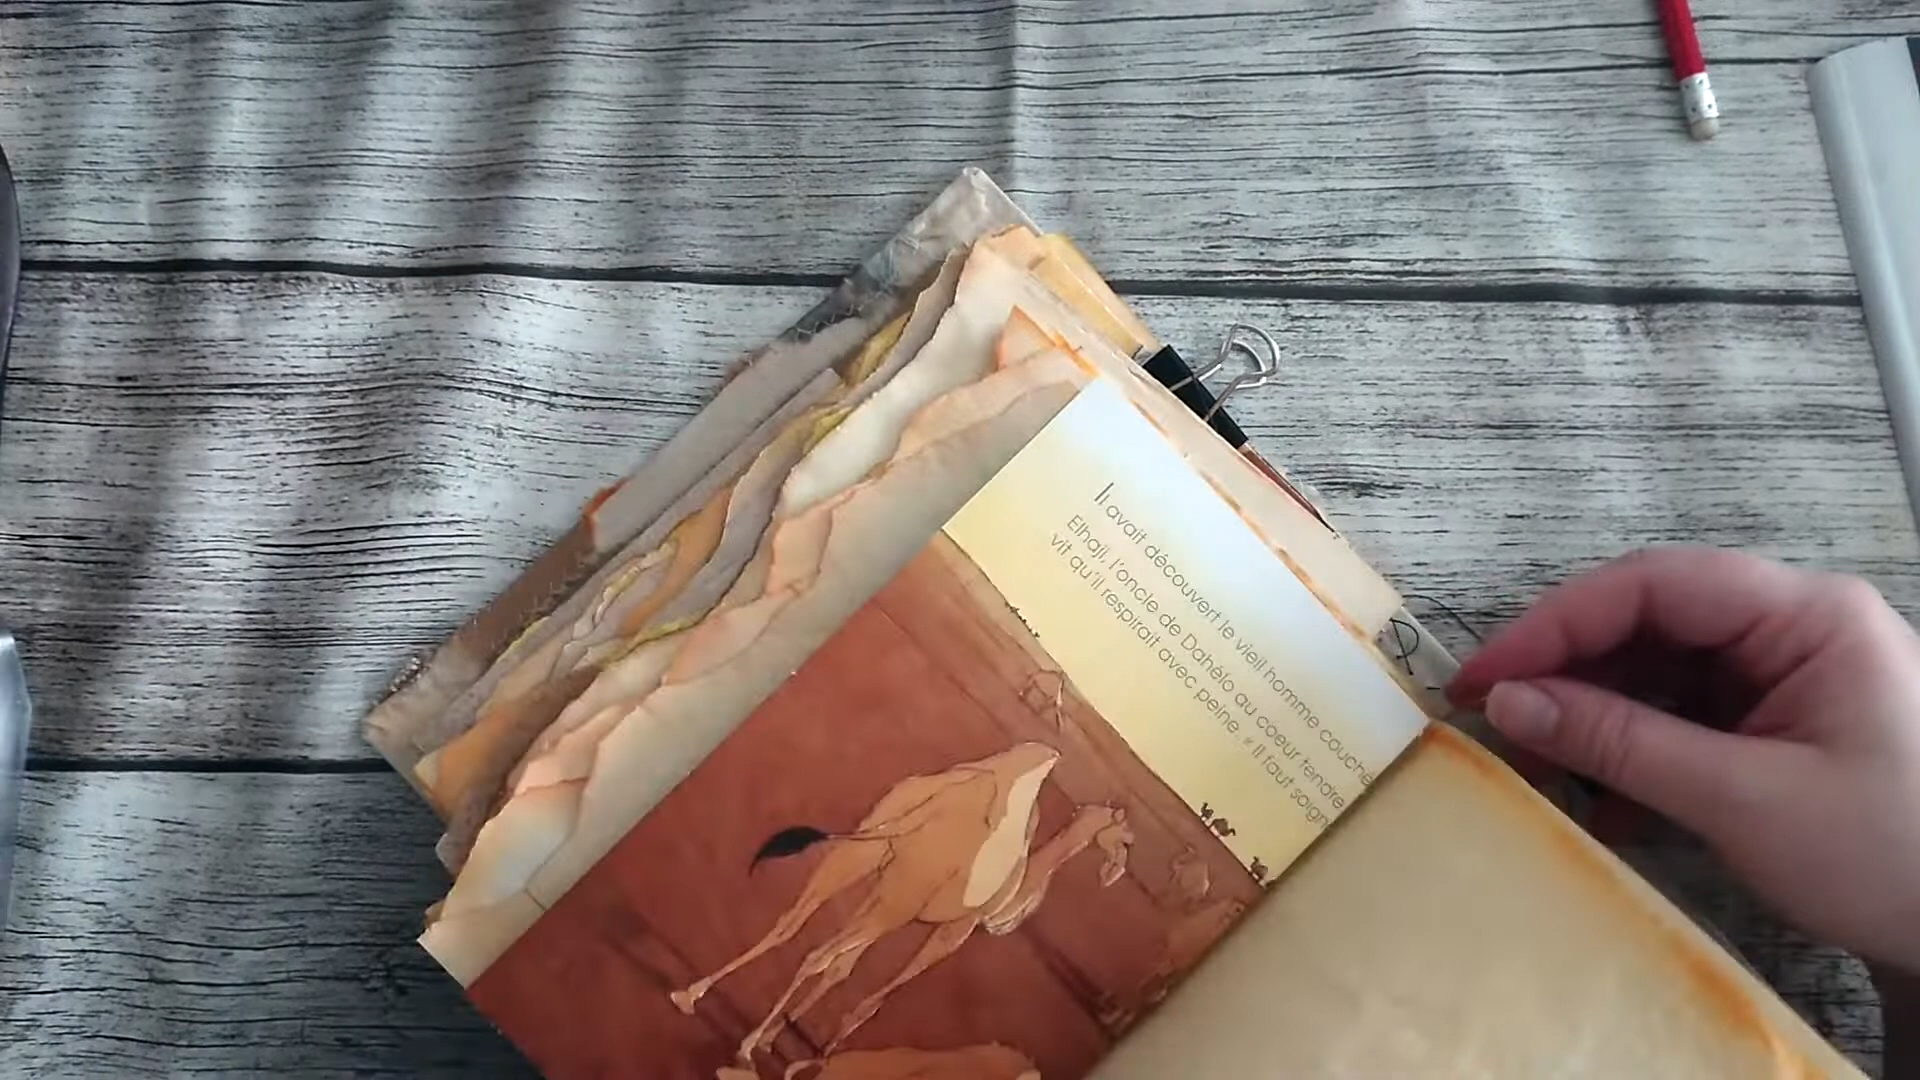 Il avait découvert le vieil homme couché
Elhaji, l'oncle de Dahélo au coeur tendre
vit qu'il respirait avec peine. « Il faut soign
R